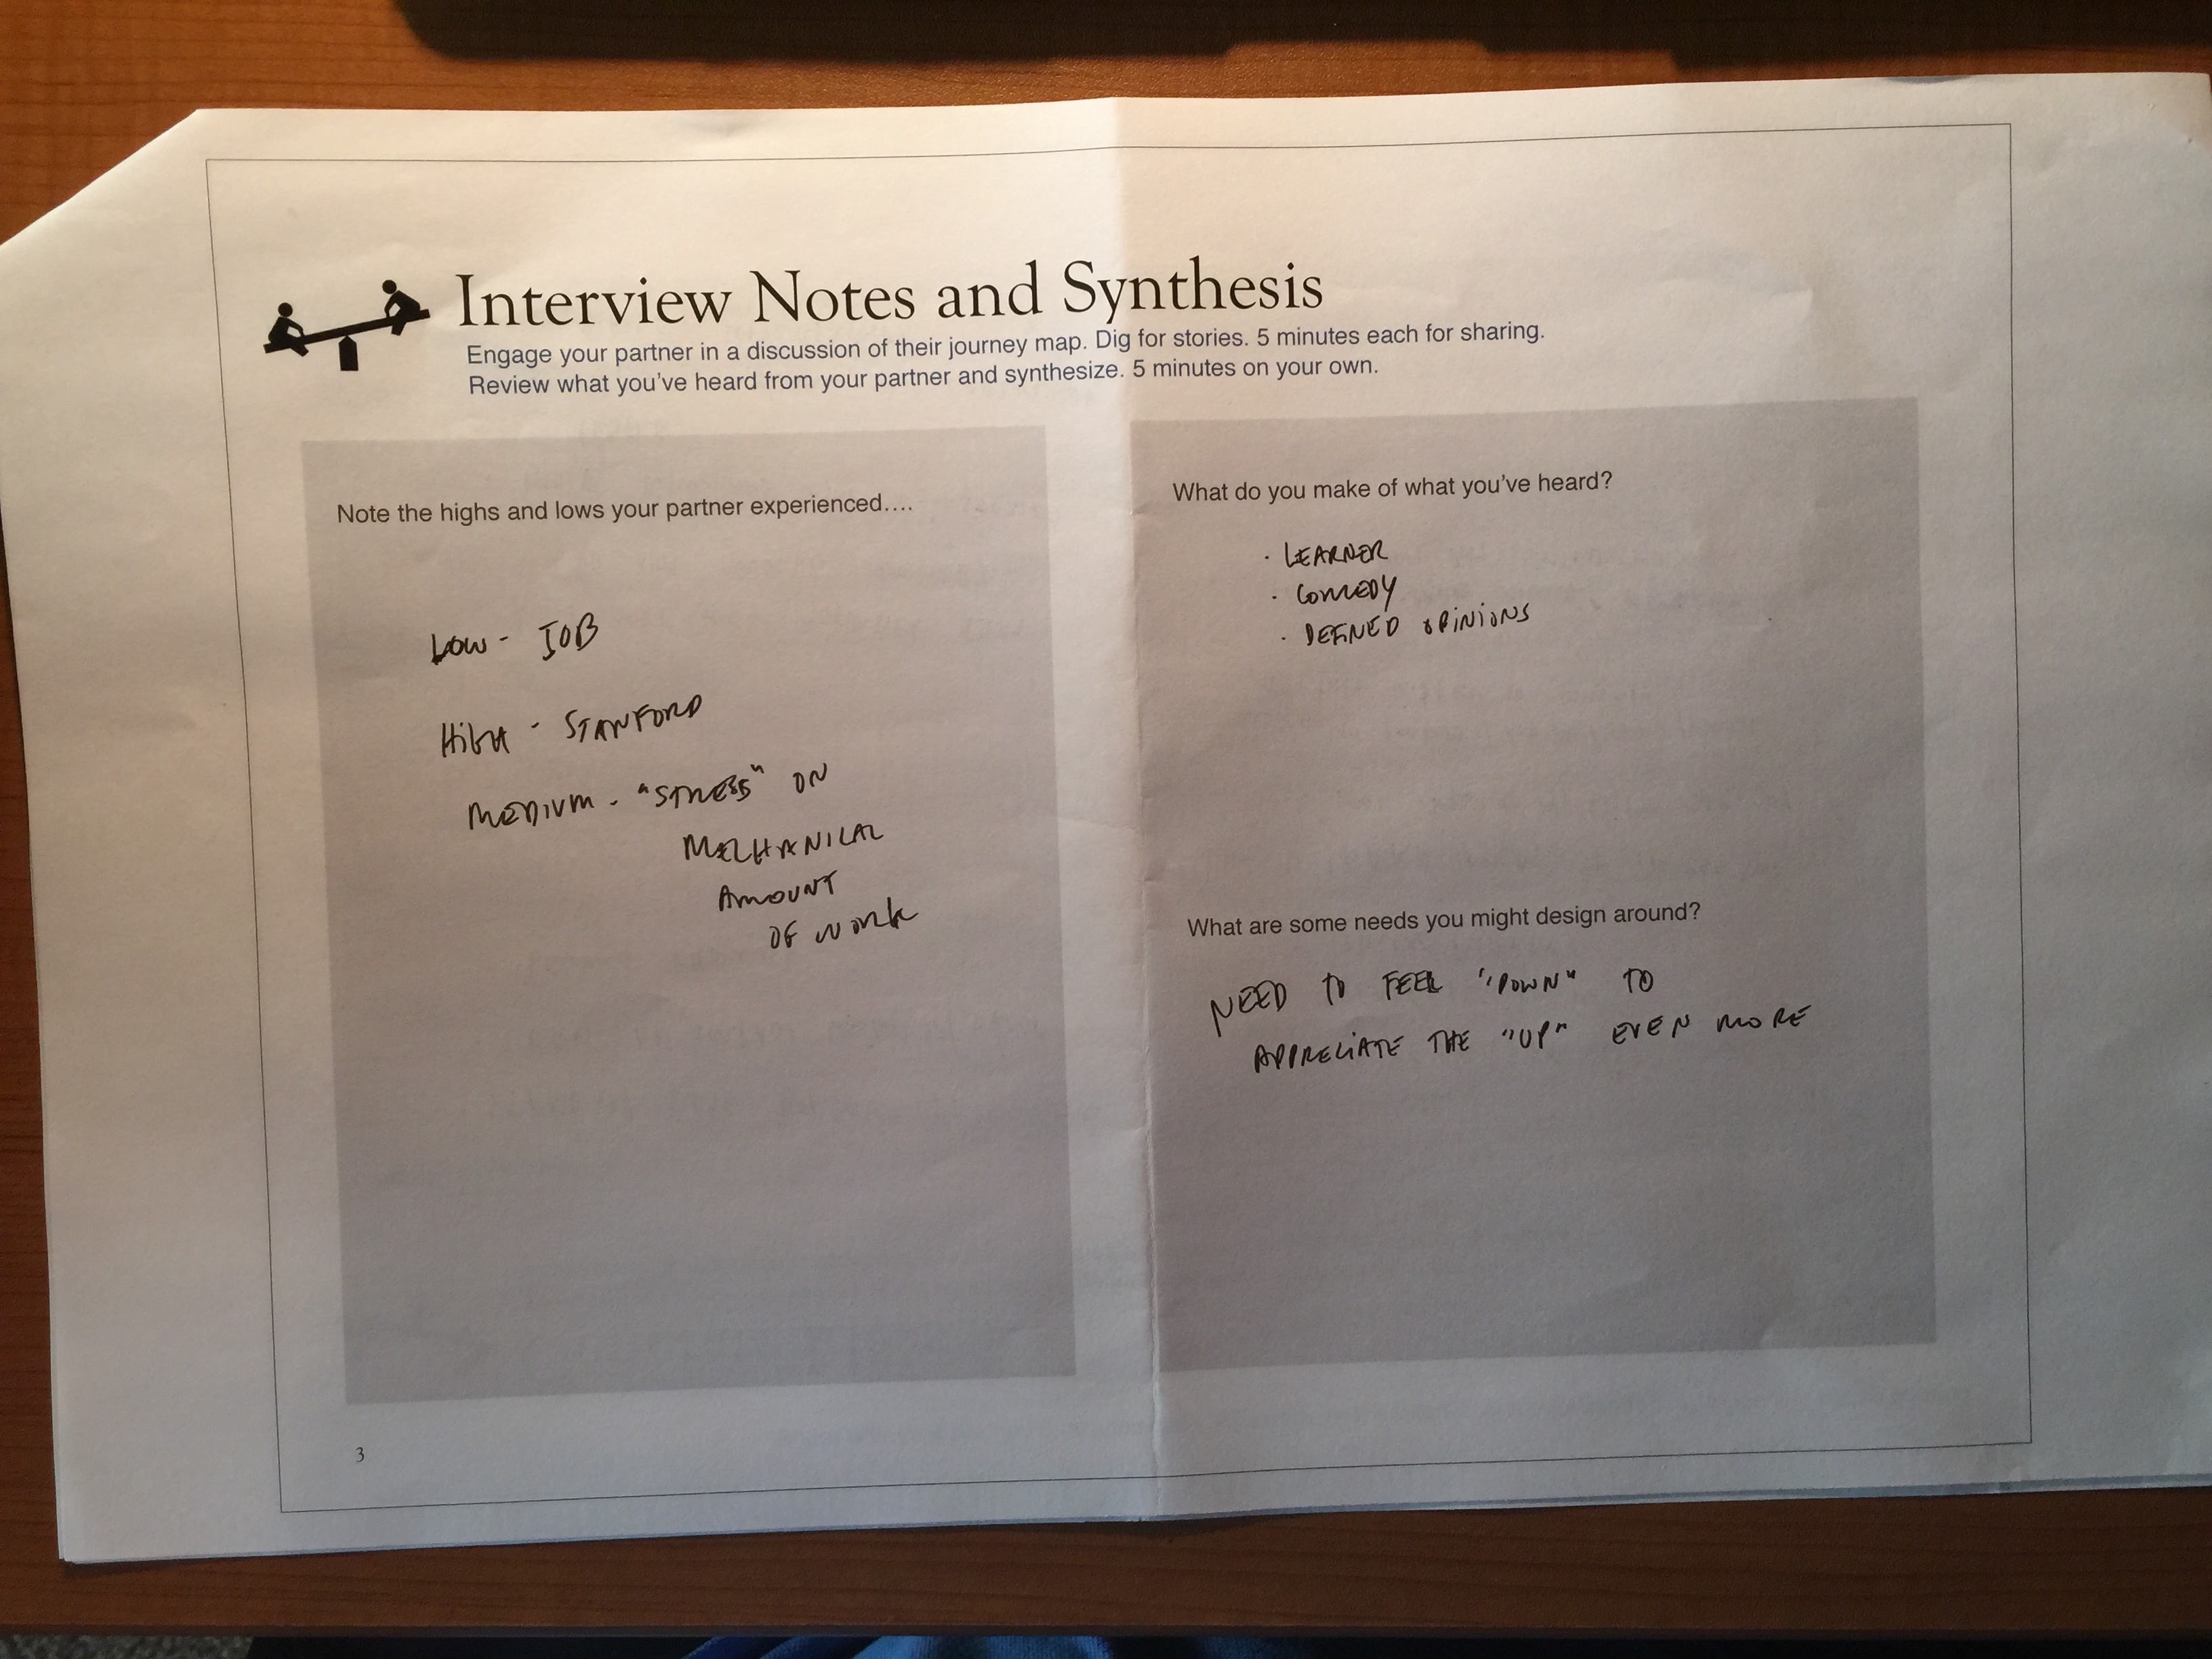 Interview Notes and Synthesis
Engage your partner in a discussion of their journey map. Dig for stories. 5 minutes each for sharing.
Review what you've heard from your partner and synthesize. 5 minutes on your own.
Note the highs and lows your partner experienced....
LOW - JOB
HIGH - STANFORD
MEDIUM - "STRESS" ON
MECHANICAL
AMOUNT
OF WORK
What do you make of what you've heard?
· LEARNER
· COMEDY
· DEFINED OPINIONS
What are some needs you might design around?
NEED TO FEEL "DOWN" TO
APPRECIATE THE "UP" EVEN MORE
3